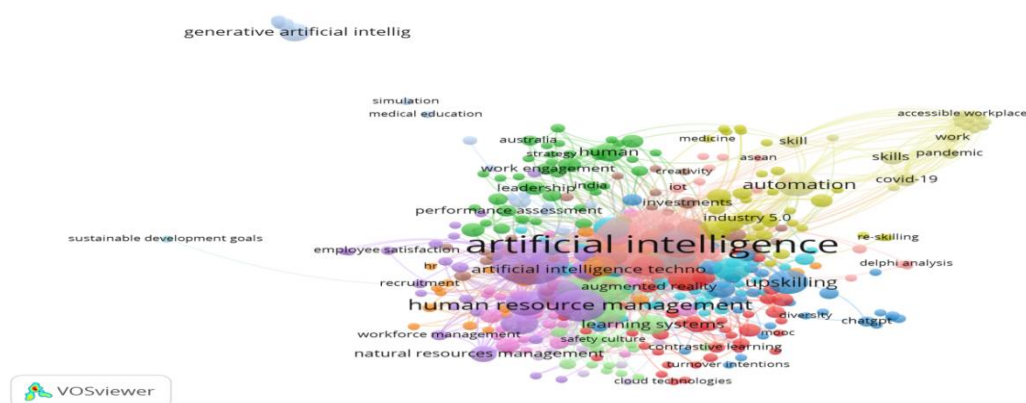 generative artificial intellig
simulation
medical education
accessible workplace
australia
medicine
skill
work
strategy
human
asean
skills
pandemic
work engagement
creativity
covid-19
leadership
india
iot
automation
performance assessment
investments
industry 5.0
sustainable development goals
employee satisfaction
artificial intelligence
re-skilling
hr
artificial intelligence techno
delphi analysis
recruitment
augmented reality
upskilling
human resource management
diversity
chatgpt
workforce management
learning systems
mooc
safety culture
contrastive learning
natural resources management
turnover intentions
cloud technologies
VOSviewer